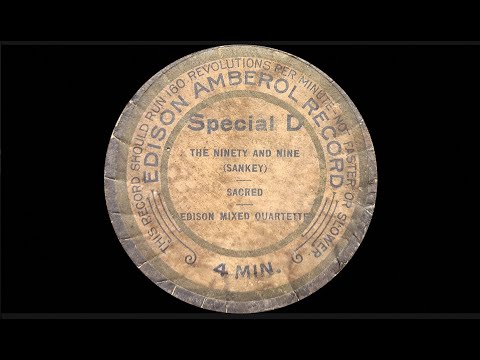 THIS RECORD SHOULD RUN 160 REVOLUTIONS PER MINUTE. NO FASTER OR SLOWER.
EDISON AMBEROL RECORD
Special D
THE NINETY AND NINE
(SANKEY)
SACRED
EDISON MIXED QUARTETTE
4 MIN.